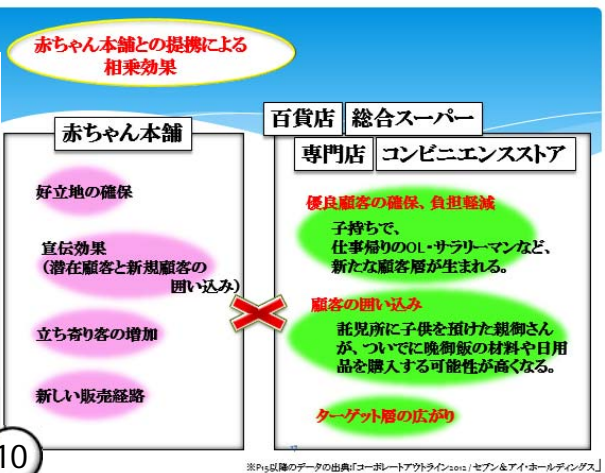 赤ちゃん本舗との提携による
相乗効果
赤ちゃん本舗
好立地の確保
宣伝効果
(潜在顧客と新規顧客の
囲い込み)
立ち寄り客の増加
新しい販売経路
百貨店 総合スーパー
専門店 コンビニエンスストア
優良顧客の確保、負担軽減
子持ちで、
仕事帰りのOL・サラリーマンなど、
新たな顧客層が生まれる。
顧客の囲い込み
託児所に子供を預けた親御さん
が、ついでに晩御飯の材料や日用
品を購入する可能性が高くなる。
ターゲット層の広がり
10
※P15以降のデータの出典:「コーポレートアウトライン2012/セブン&アイ・ホールディングス」